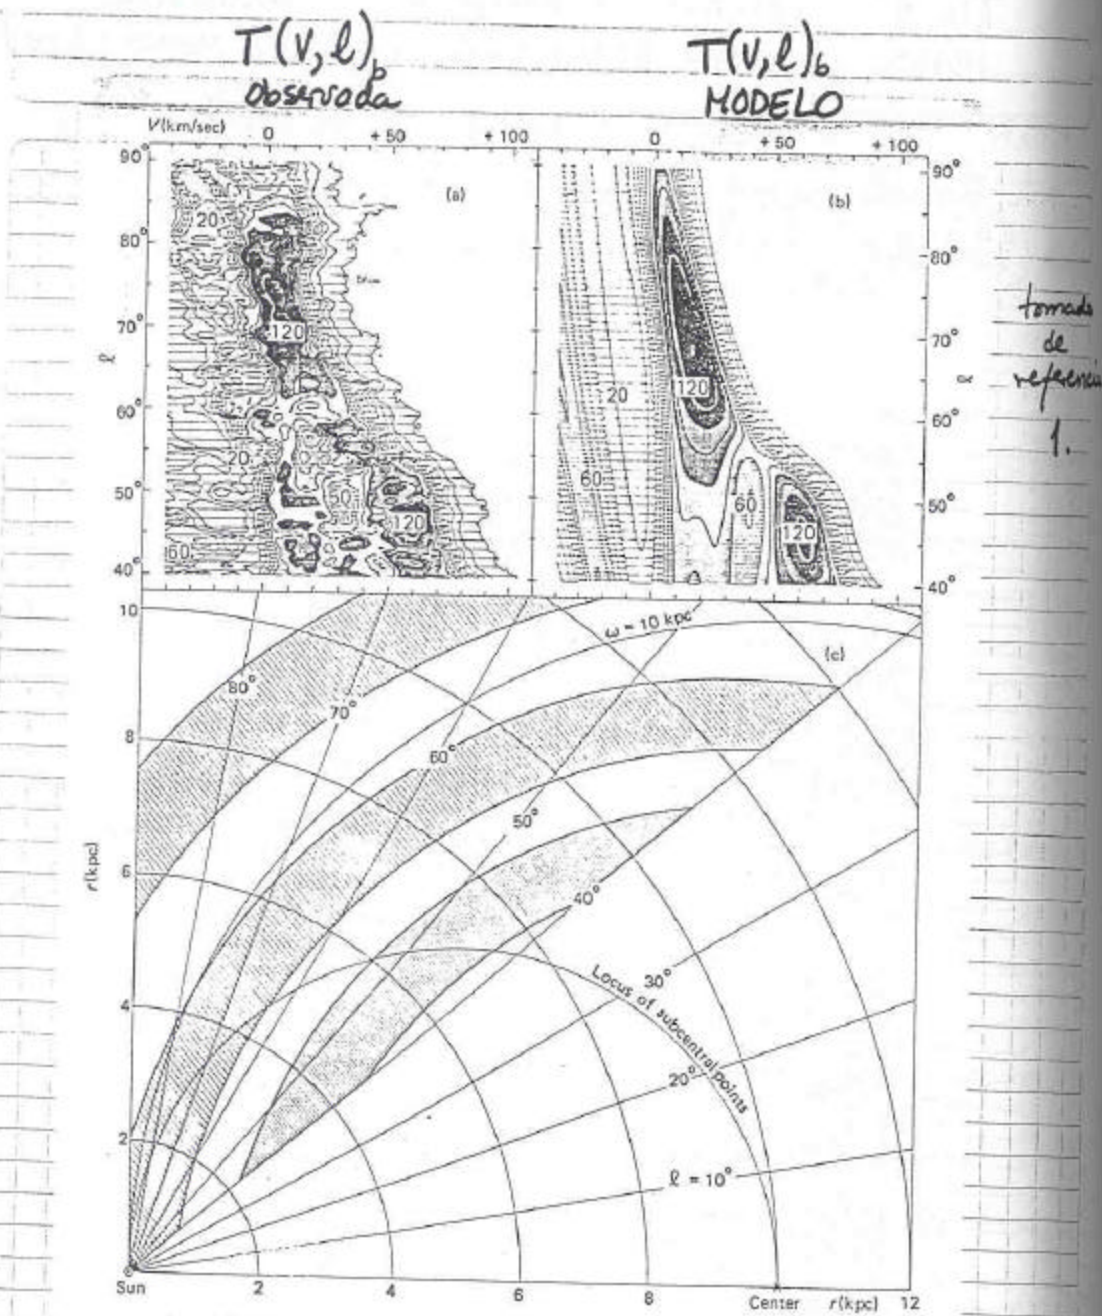 T(V,ℓ)b
observada
T(V,ℓ)b
MODELO
V(km/sec) 0 +50 +100
0 +50 +100
90°
80°
70°
ℓ
60°
50°
40°
(a)
20
120
20
60
120
(b)
20
120
60
60
120
90°
80°
70°
ℓ
60°
50°
40°
tomado
de
referencia
1.
10
8
6
4
2
r(kpc)
ω = 10 kpc
(c)
80°
70°
60°
50°
40°
30°
20°
ℓ = 10°
Locus of subcentral points
Sun 2 4 6 8 Center r(kpc) 12